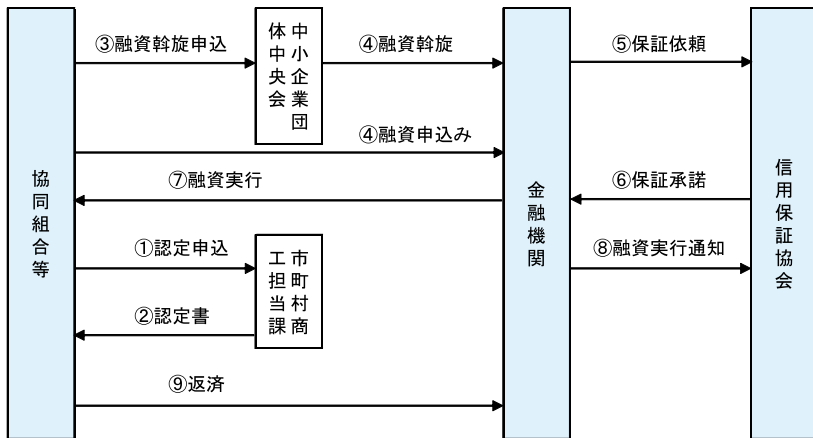 ③融資斡旋申込
中小企業団
体中央会
④融資斡旋
⑤保証依頼
④融資申込み
⑦融資実行
⑥保証承諾
協同組合等
金融機関
信用保証協会
①認定申込
市町村商
工担当課
⑧融資実行通知
②認定書
⑨返済